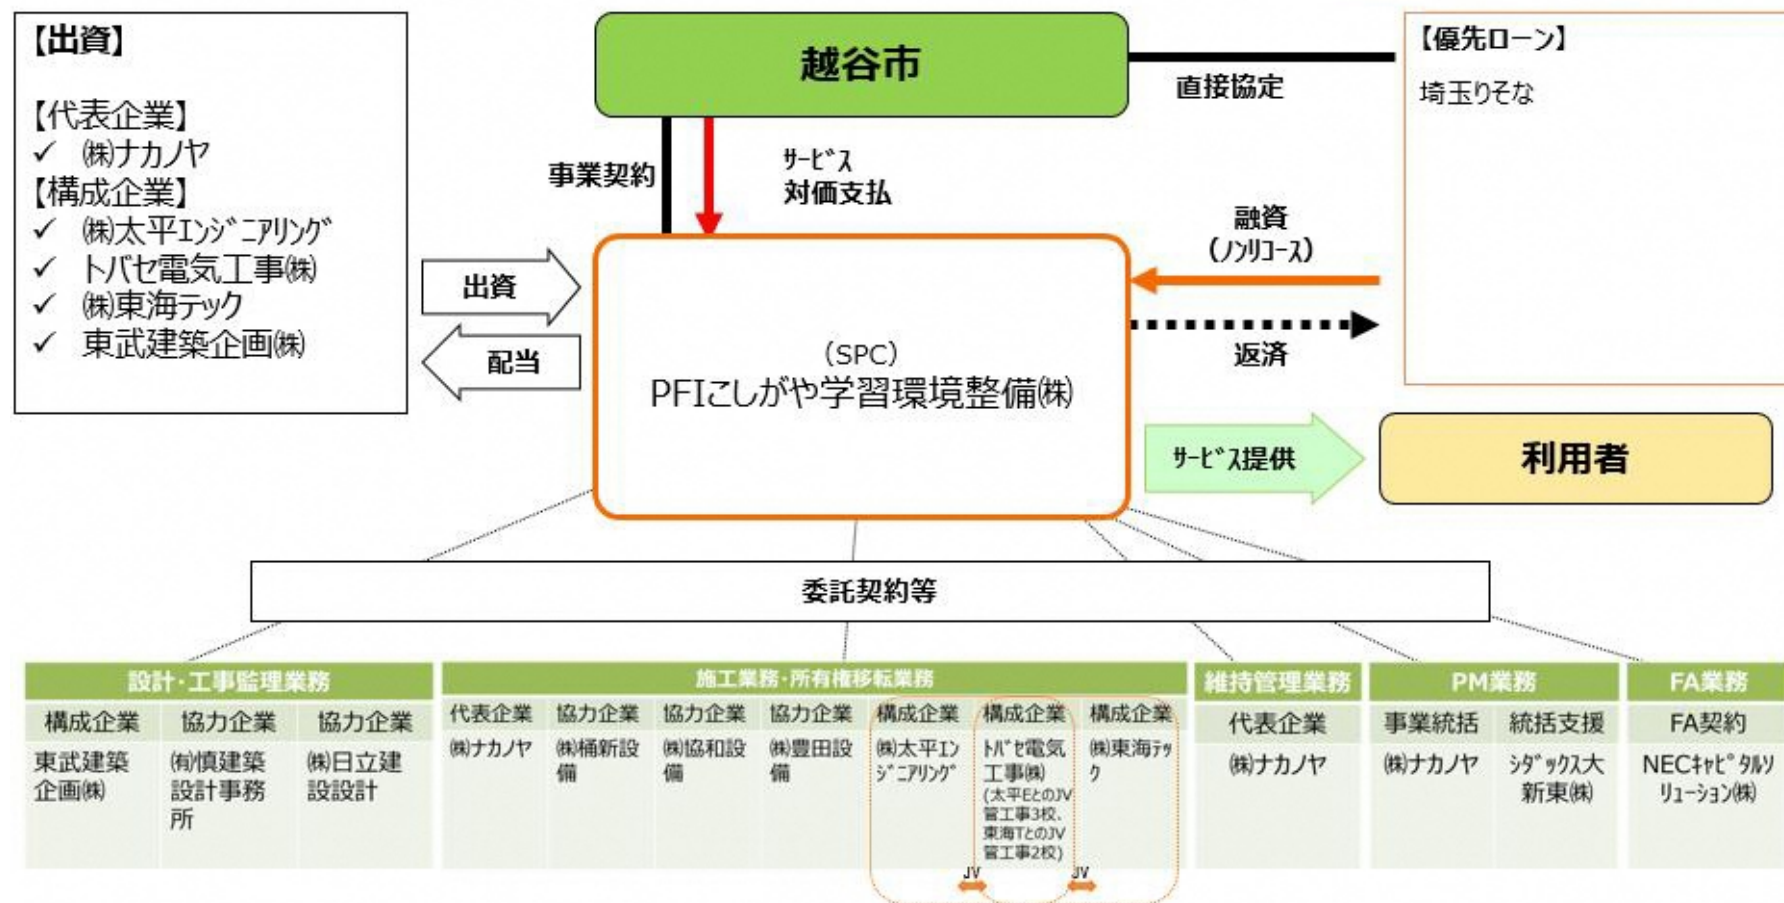 【出資】
【代表企業】
✓ ㈱ナカノヤ
【構成企業】
✓ ㈱太平ｴﾝｼﾞﾆｱﾘﾝｸﾞ
✓ トバセ電気工事㈱
✓ ㈱東海テック
✓ 東武建築企画㈱
越谷市
直接協定
【優先ローン】
埼玉りそな
事業契約
ｻｰﾋﾞｽ
対価支払
融資
(ﾉﾝﾘｺｰｽ)
出資
配当
返済
(SPC)
PFIこしがや学習環境整備㈱
ｻｰﾋﾞｽ提供
利用者
委託契約等
設計・工事監理業務
構成企業
東武建築
企画㈱
協力企業
㈲慎建築
設計事務
所
協力企業
㈱日立建
設設計
施工業務・所有権移転業務
代表企業
㈱ナカノヤ
協力企業
㈱桶新設
備
協力企業
㈱協和設
備
協力企業
㈱豊田設
備
構成企業
㈱太平ｴﾝ
ｼﾞﾆｱﾘﾝｸﾞ
構成企業
ﾄﾊﾞｾ電気
工事㈱
(太平EとのJV
管工事3校、
東海TとのJV
管工事2校)
構成企業
㈱東海ﾃｯ
ｸ
JV
JV
維持管理業務
代表企業
㈱ナカノヤ
PM業務
事業統括
㈱ナカノヤ
統括支援
ｼﾀﾞｯｸｽ大
新東㈱
FA業務
FA契約
NECｷｬﾋﾟﾀﾙｿ
ﾘｭｰｼｮﾝ㈱